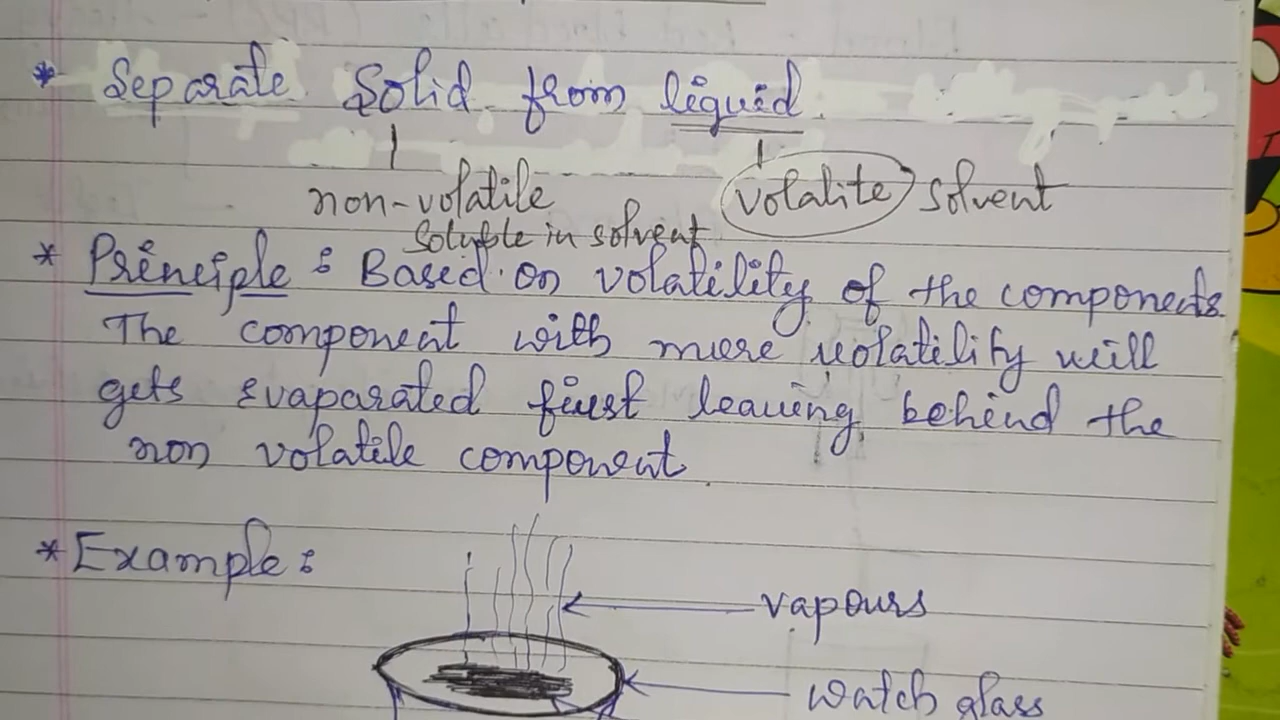 * Separate Solid from liquid.
non-volatile volalite solvent
Soluble in solvent
* Principle : Based on volatility of the components
The component with more volatility will
gets evaparated first leaving behind the
non volatile component.
* Example :
vapours
watch glass